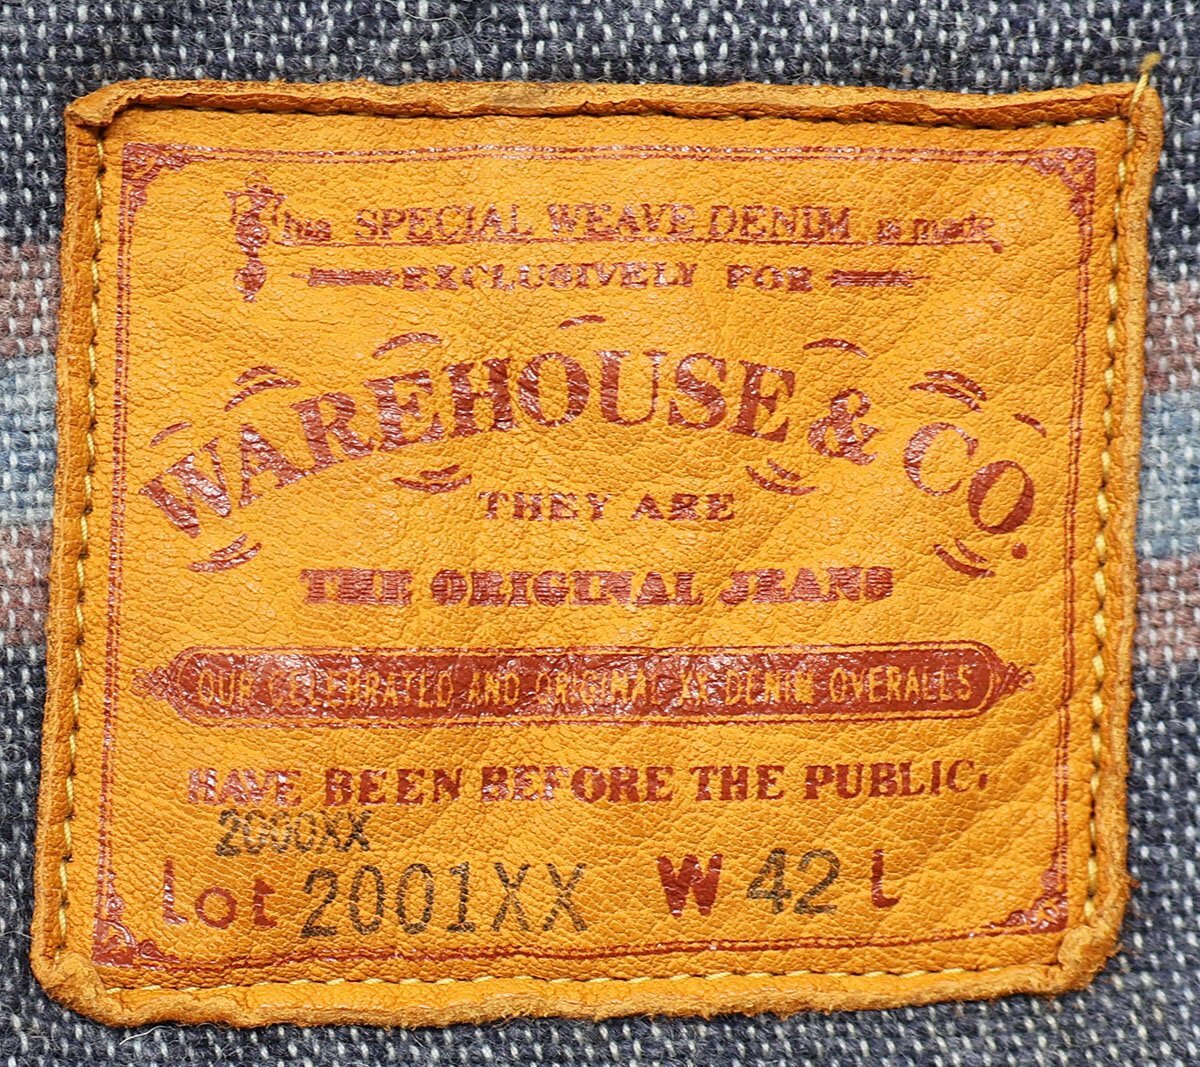 This SPECIAL WEAVE DENIM is made
EXCLUSIVELY FOR
WAREHOUSE & CO.
THEY ARE
THE ORIGINAL JEANS
OUR CELEBRATED AND ORIGINAL XX DENIM OVERALLS
HAVE BEEN BEFORE THE PUBLIC.
2000XX
Lot 2001XX W 42 L